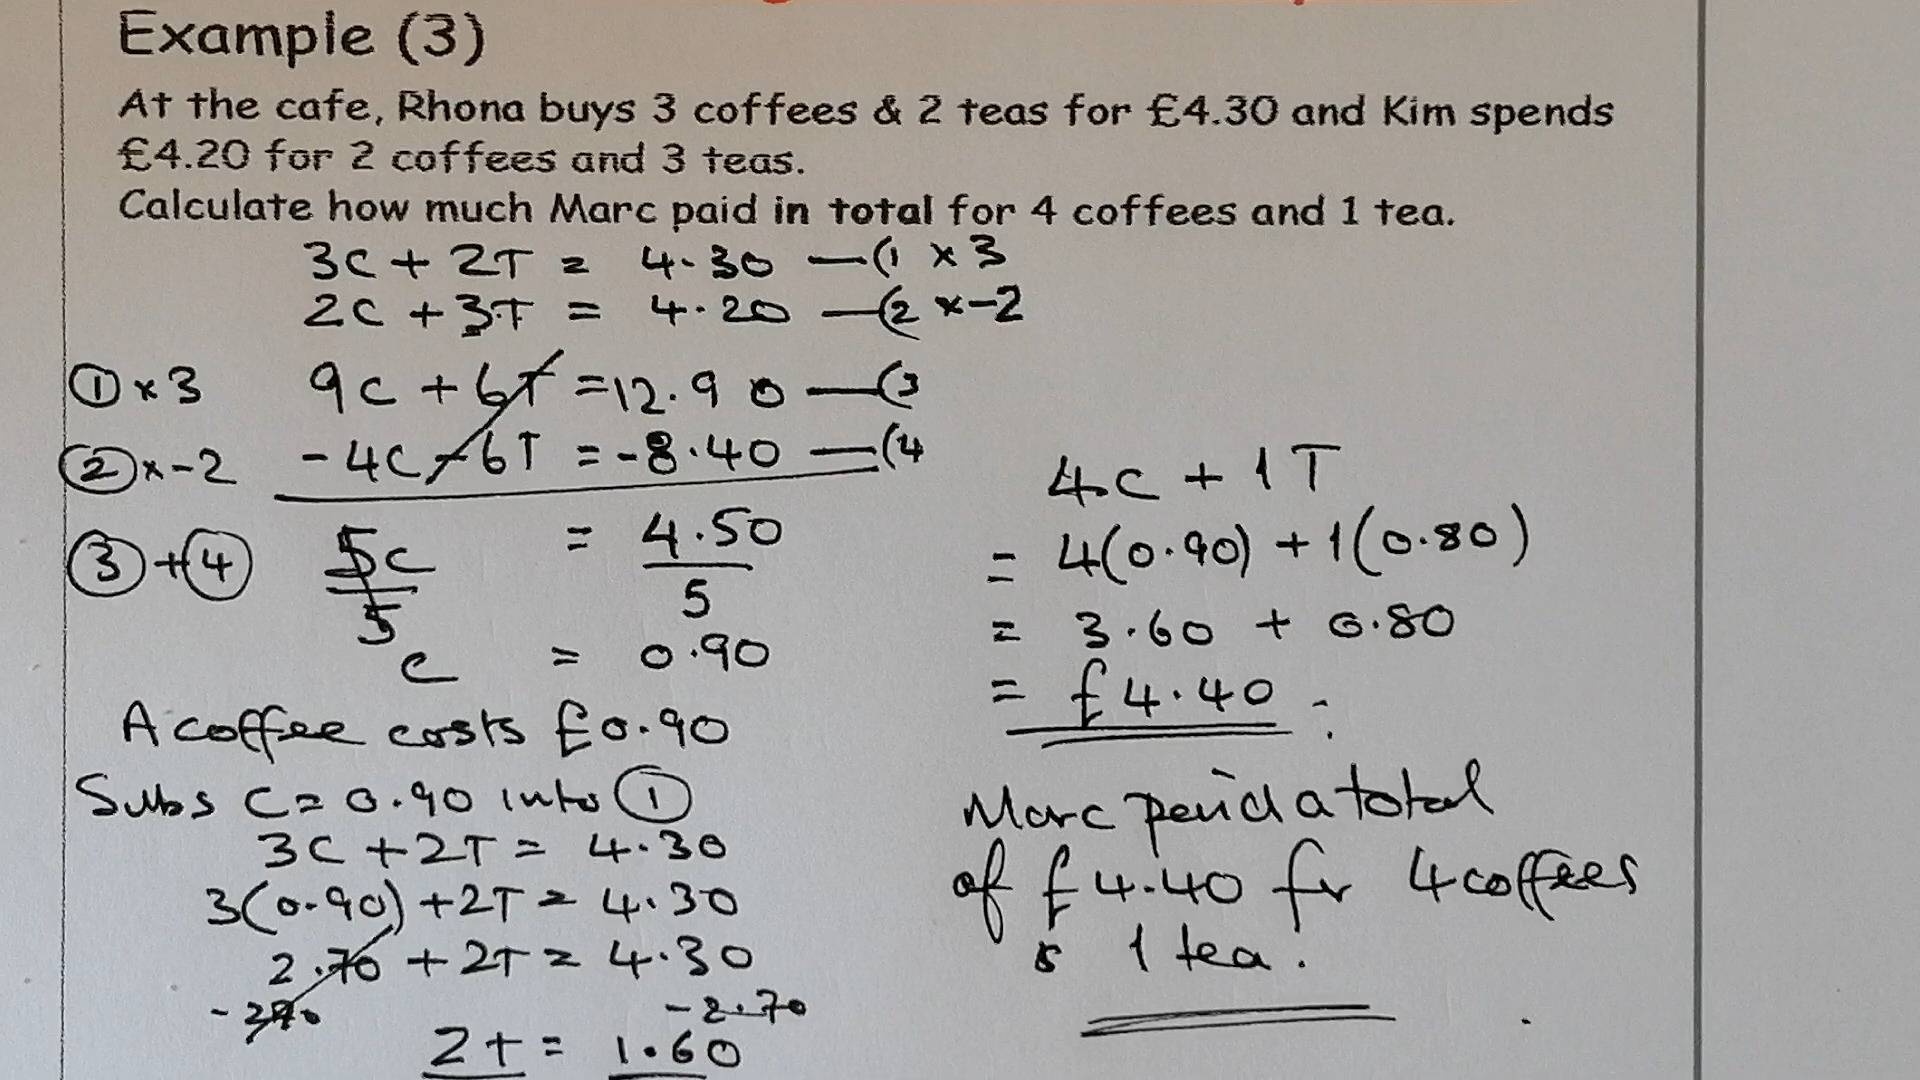 Example (3)
At the cafe, Rhona buys 3 coffees & 2 teas for £4.30 and Kim spends
£4.20 for 2 coffees and 3 teas.
Calculate how much Marc paid in total for 4 coffees and 1 tea.
3C + 2T = 4.30 —(1 × 3
2C + 3T = 4.20 —(2 × -2
① × 3 9C + 6T = 12.90 —(3
② × -2 -4C - 6T = -8.40 —(4
③ + ④ 5C = 4.50
5 5
C = 0.90
A coffee costs £0.90
Subs C = 0.90 into ①
3C + 2T = 4.30
3(0.90) + 2T = 4.30
2.70 + 2T = 4.30
-2.70 -2.70
2T = 1.60
4C + 1T
= 4(0.90) + 1(0.80)
= 3.60 + 0.80
= £4.40
Marc paid a total
of £4.40 for 4 coffees
& 1 tea.